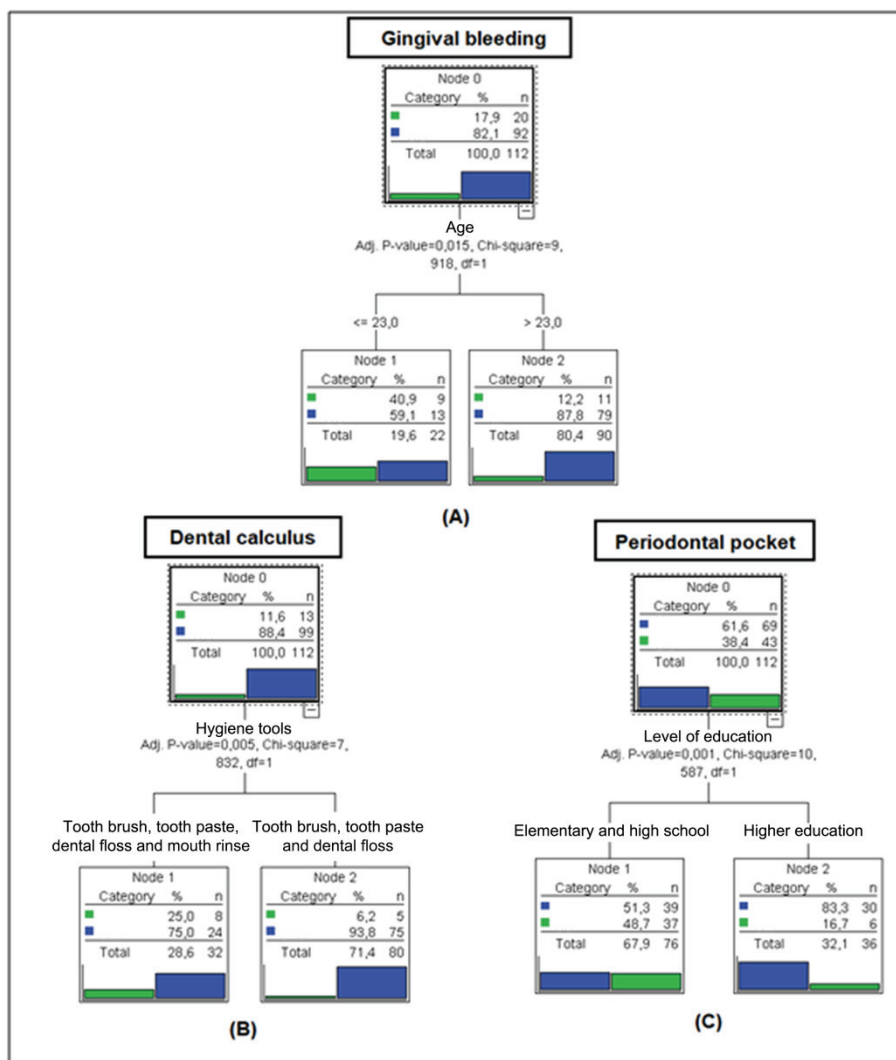 Gingival bleeding
Node 0
Category % n
17,9 20
82,1 92
Total 100,0 112
Age
Adj. P-value=0,015, Chi-square=9,
918, df=1
<= 23,0
> 23,0
Node 1
Category % n
40,9 9
59,1 13
Total 19,6 22
Node 2
Category % n
12,2 11
87,8 79
Total 80,4 90
(A)
Dental calculus
Node 0
Category % n
11,6 13
88,4 99
Total 100,0 112
Hygiene tools
Adj. P-value=0,005, Chi-square=7,
832, df=1
Tooth brush, tooth paste,
dental floss and mouth rinse
Tooth brush, tooth paste
and dental floss
Node 1
Category % n
25,0 8
75,0 24
Total 28,6 32
Node 2
Category % n
6,2 5
93,8 75
Total 71,4 80
(B)
Periodontal pocket
Node 0
Category % n
61,6 69
38,4 43
Total 100,0 112
Level of education
Adj. P-value=0,001, Chi-square=10,
587, df=1
Elementary and high school
Higher education
Node 1
Category % n
51,3 39
48,7 37
Total 67,9 76
Node 2
Category % n
83,3 30
16,7 6
Total 32,1 36
(C)